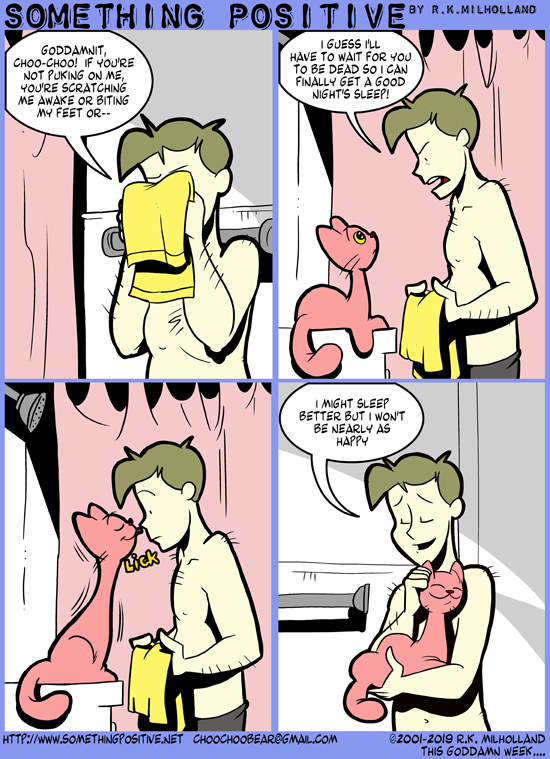 SOMETHING POSITIVE BY R.K.MILHOLLAND
GODDAMNIT,
CHOO-CHOO! IF YOU'RE
NOT PUKING ON ME,
YOU'RE SCRATCHING
ME AWAKE OR BITING
MY FEET OR--
I GUESS I'LL
HAVE TO WAIT FOR YOU
TO BE DEAD SO I CAN
FINALLY GET A GOOD
NIGHT'S SLEEP!
LICK
I MIGHT SLEEP
BETTER BUT I WON'T
BE NEARLY AS
HAPPY
HTTP://WWW.SOMETHINGPOSITIVE.NET CHOOCHOOBEAR@GMAIL.COM
©2001-2018 R.K. MILHOLLAND
THIS GODDAMN WEEK....